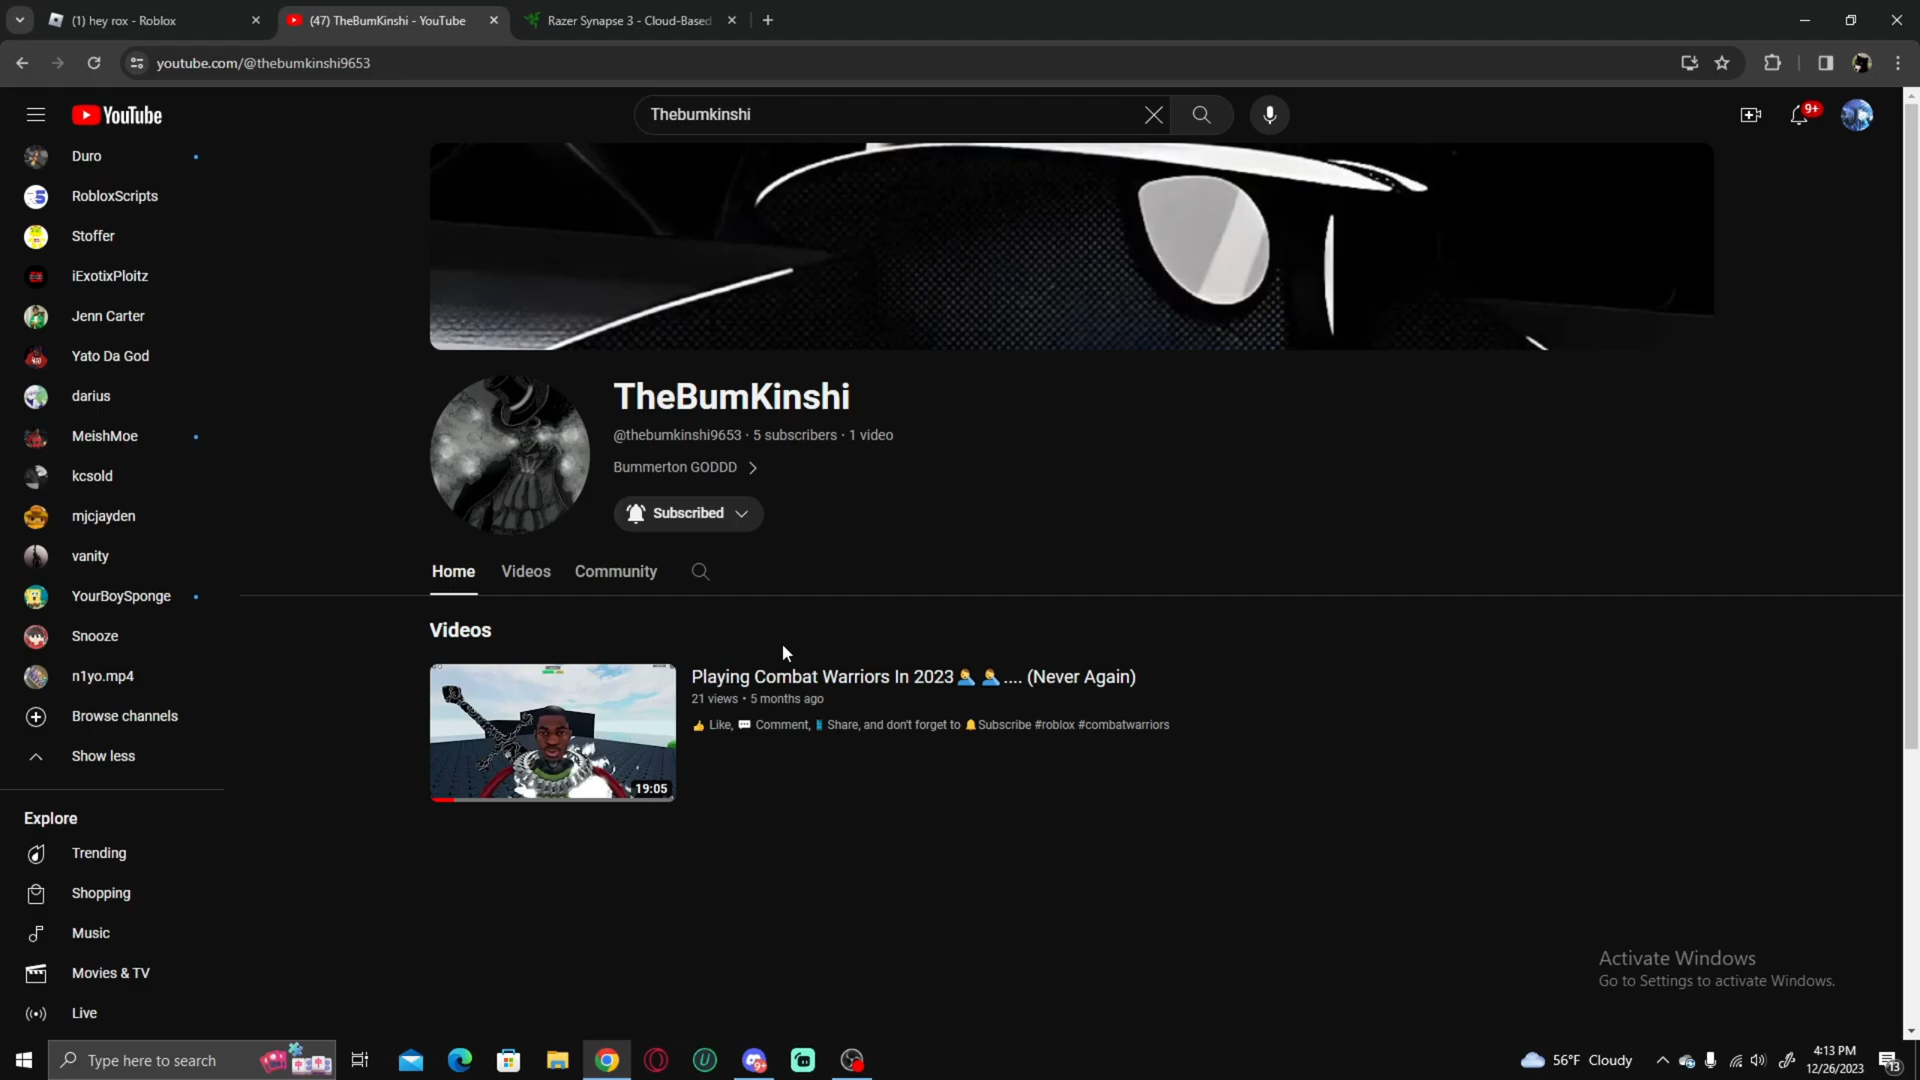 (1) hey rox - Roblox
(47) TheBumKinshi - YouTube
Razer Synapse 3 - Cloud-Based
youtube.com/@thebumkinshi9653
YouTube
Thebumkinshi
9+
Duro
RobloxScripts
Stoffer
iExotixPloitz
Jenn Carter
Yato Da God
darius
MeishMoe
kcsold
mjcjayden
vanity
YourBoySponge
Snooze
n1yo.mp4
Browse channels
Show less
Explore
Trending
Shopping
Music
Movies & TV
Live
TheBumKinshi
@thebumkinshi9653 · 5 subscribers · 1 video
Bummerton GODDD
Subscribed
Home
Videos
Community
Videos
19:05
Playing Combat Warriors In 2023🤦‍♂️ 🤦‍♂️.... (Never Again)
21 views • 5 months ago
👍 Like, 💬 Comment, 📱Share, and don't forget to 🔔Subscribe #roblox #combatwarriors
Activate Windows
Go to Settings to activate Windows.
Type here to search
9+
56°F Cloudy
4:13 PM
12/26/2023
13